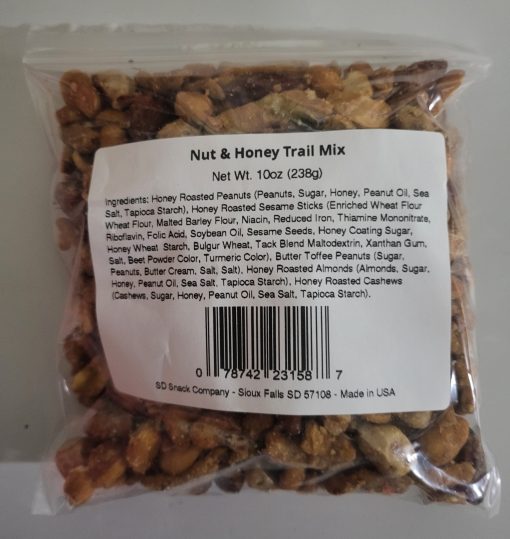 Nut & Honey Trail Mix
Net Wt. 10oz (238g)
Ingredients: Honey Roasted Peanuts (Peanuts, Sugar, Honey, Peanut Oil, Sea
Salt, Tapioca Starch), Honey Roasted Sesame Sticks (Enriched Wheat Flour
Wheat Flour, Malted Barley Flour, Niacin, Reduced Iron, Thiamine Mononitrate,
Riboflavin, Folic Acid, Soybean Oil, Sesame Seeds, Honey Coating Sugar,
Honey Wheat Starch, Bulgur Wheat, Tack Blend Maltodextrin, Xanthan Gum,
Salt, Beet Powder Color, Turmeric Color), Butter Toffee Peanuts (Sugar,
Peanuts, Butter Cream, Salt, Salt). Honey Roasted Almonds (Almonds, Sugar,
Honey, Peanut Oil, Sea Salt, Tapioca Starch), Honey Roasted Cashews
(Cashews, Sugar, Honey, Peanut Oil, Sea Salt, Tapioca Starch).
0 78742 23158 7
SD Snack Company - Sioux Falls SD 57108 - Made in USA